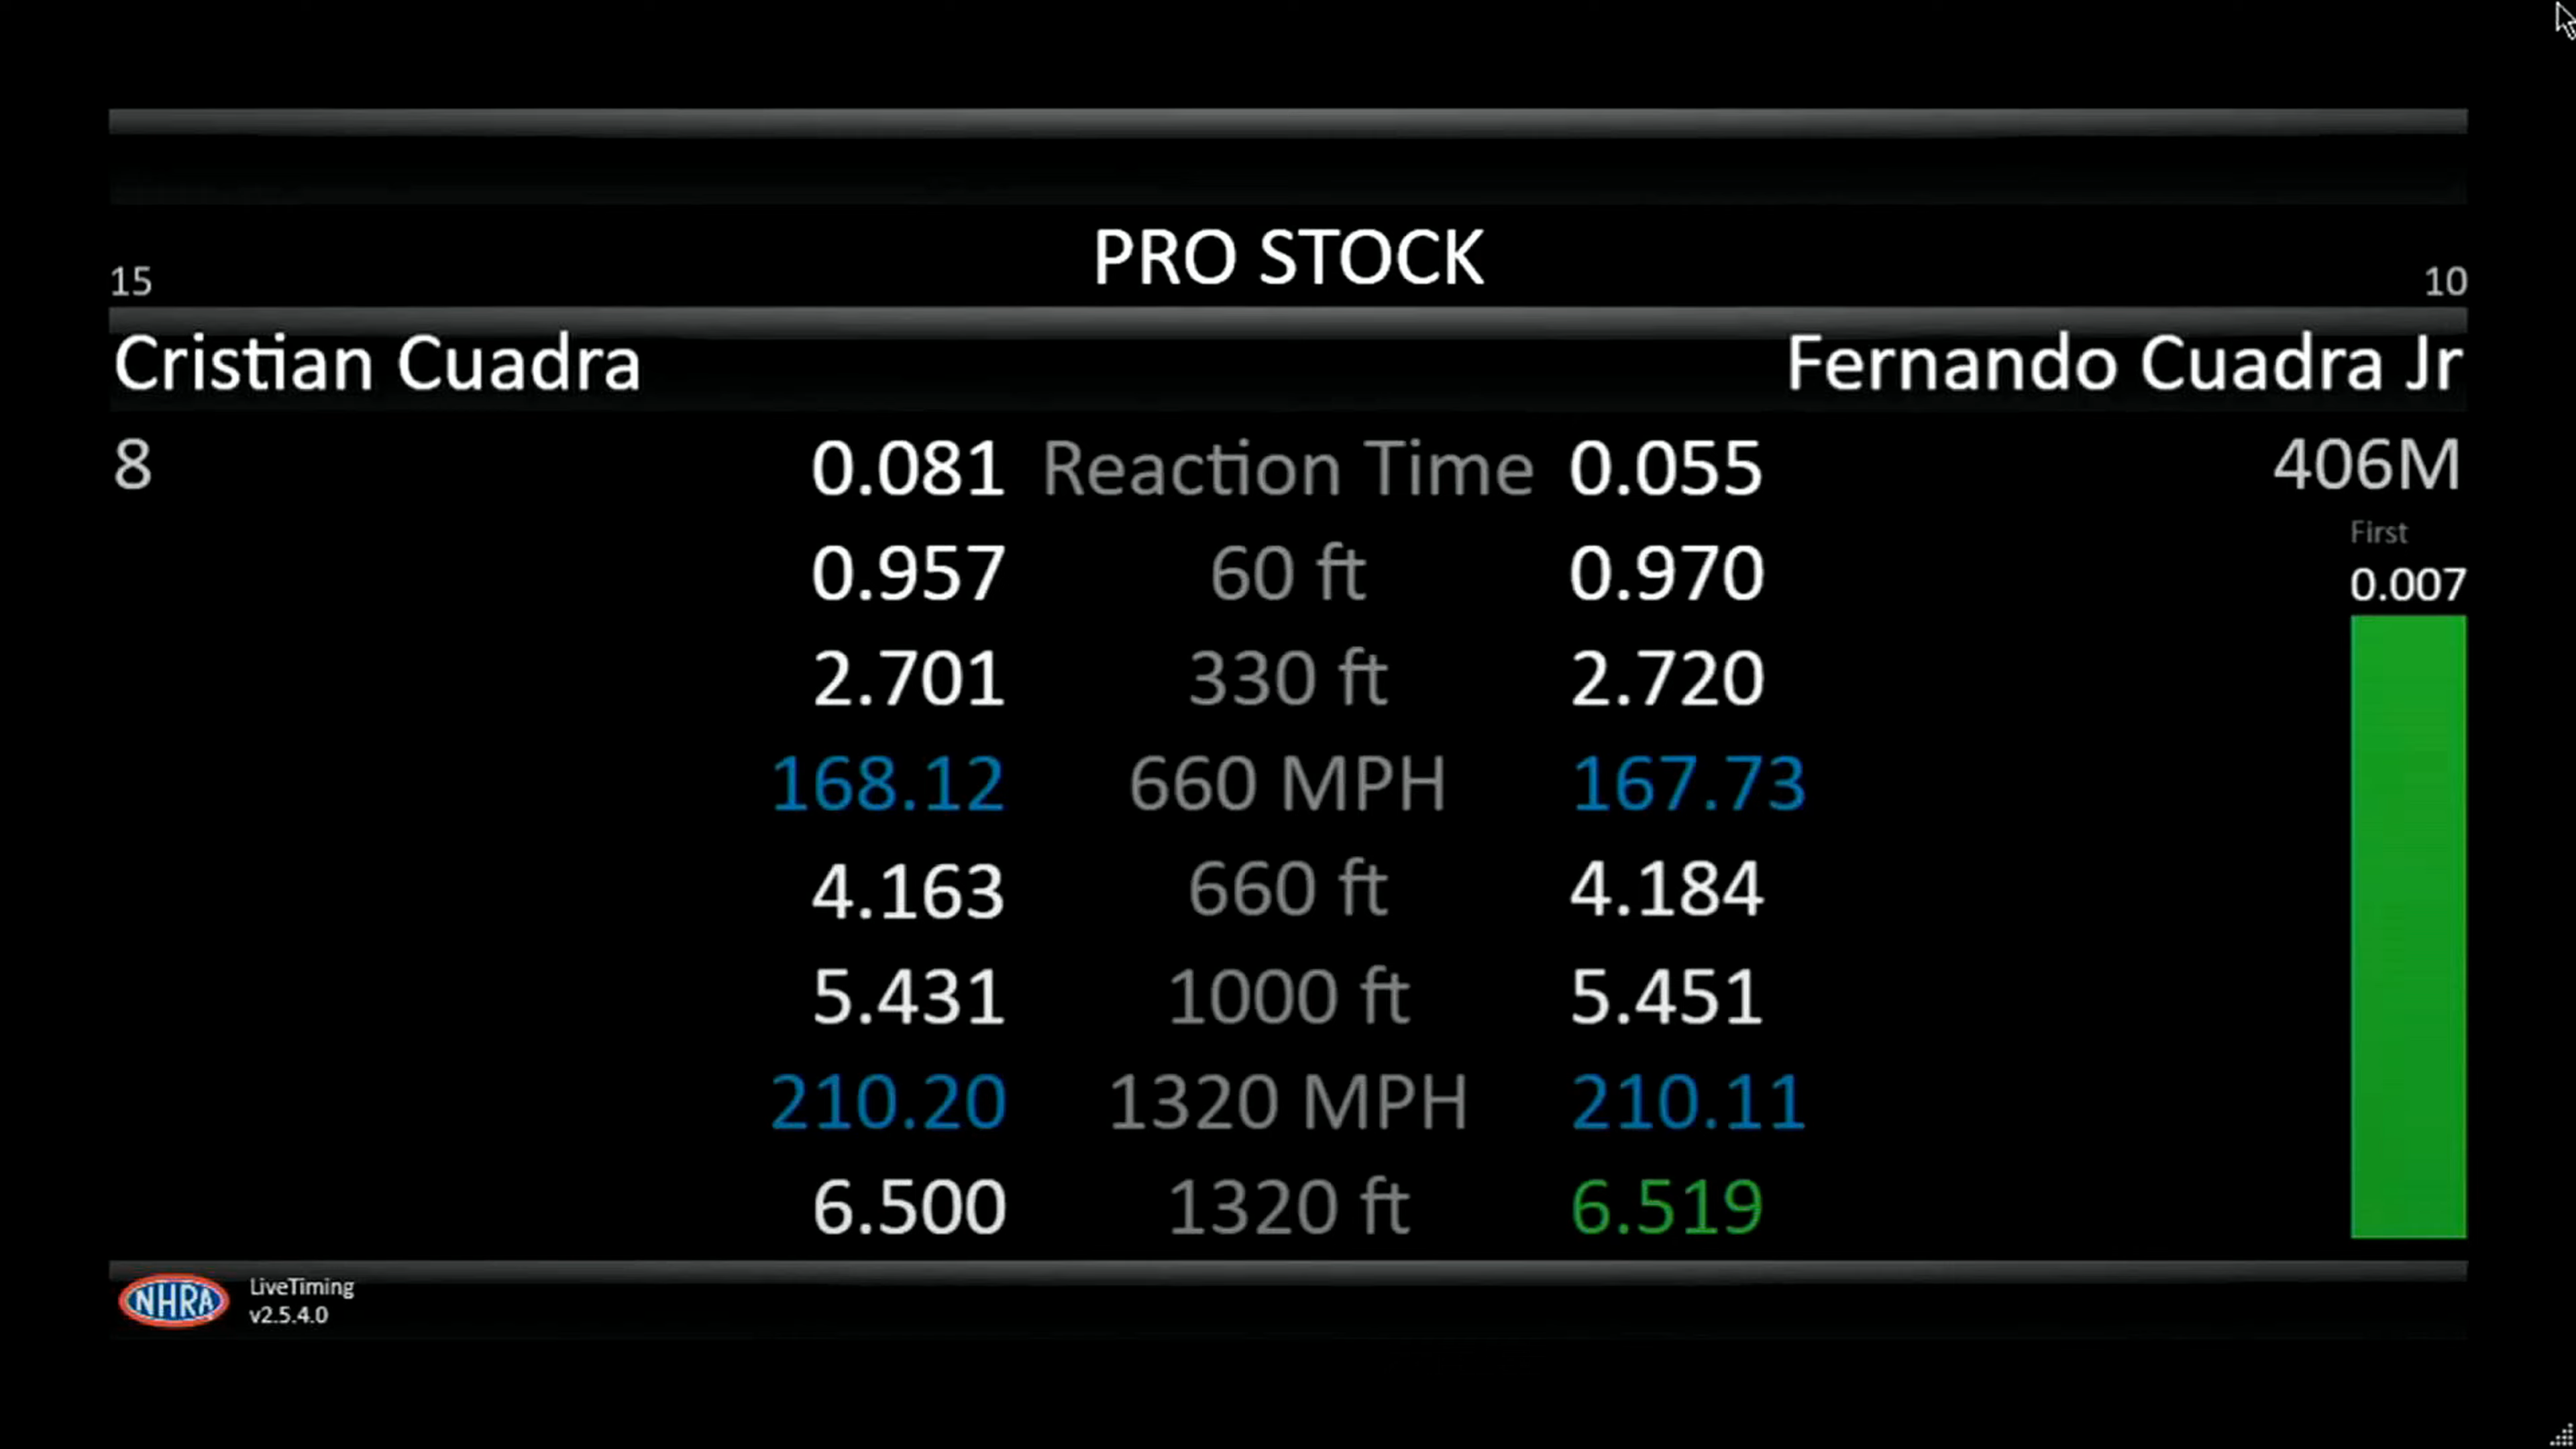 PRO STOCK
15 10
Cristian Cuadra Fernando Cuadra Jr
8 0.081 Reaction Time 0.055 406M
First
0.957 60 ft 0.970 0.007
2.701 330 ft 2.720
168.12 660 MPH 167.73
4.163 660 ft 4.184
5.431 1000 ft 5.451
210.20 1320 MPH 210.11
6.500 1320 ft 6.519
NHRA LiveTiming
v2.5.4.0